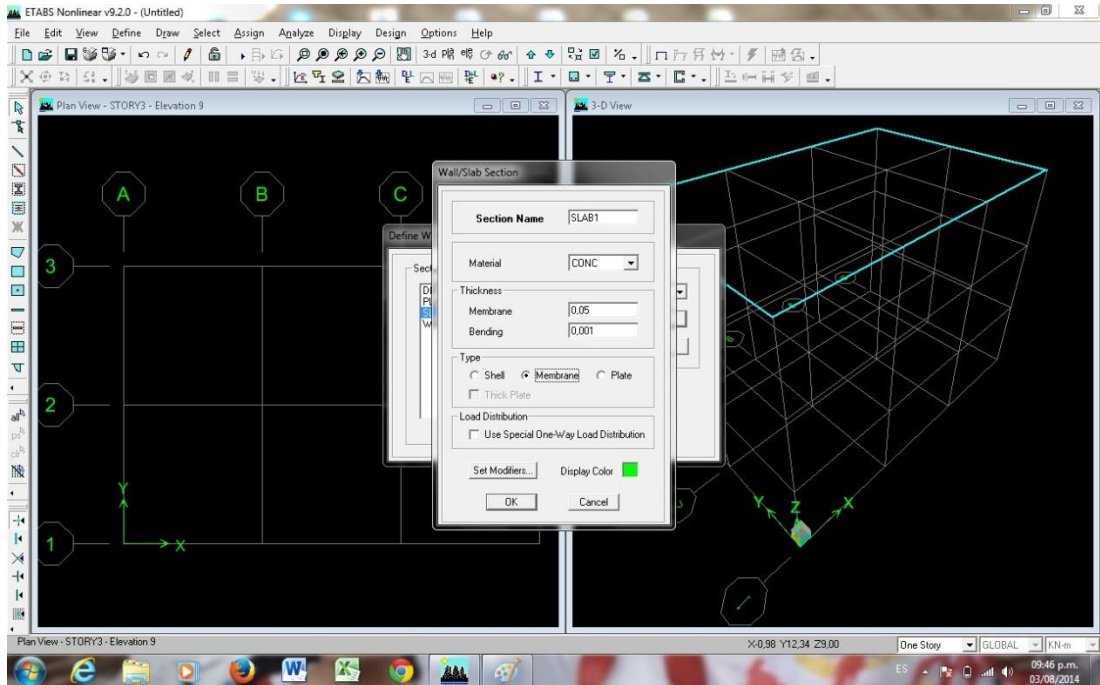 ETABS Nonlinear v9.2.0 - (Untitled)
File Edit View Define Draw Select Assign Analyze Display Design Options Help
3-d
Plan View - STORY3 - Elevation 9
3-D View
A
B
C
3
2
1
Y
X
Define W
Wall/Slab Section
Section Name SLAB1
Material CONC
Thickness
Membrane 0,05
Bending 0,001
Type
Shell Membrane Plate
Thick Plate
Load Distribution
Use Special One-Way Load Distribution
Set Modifiers... Display Color
OK Cancel
Y Z X
all
Plan View - STORY3 - Elevation 9
X-0,98 Y12,34 Z9,00
One Story GLOBAL KN-m
ES
09:46 p.m.
03/08/2014